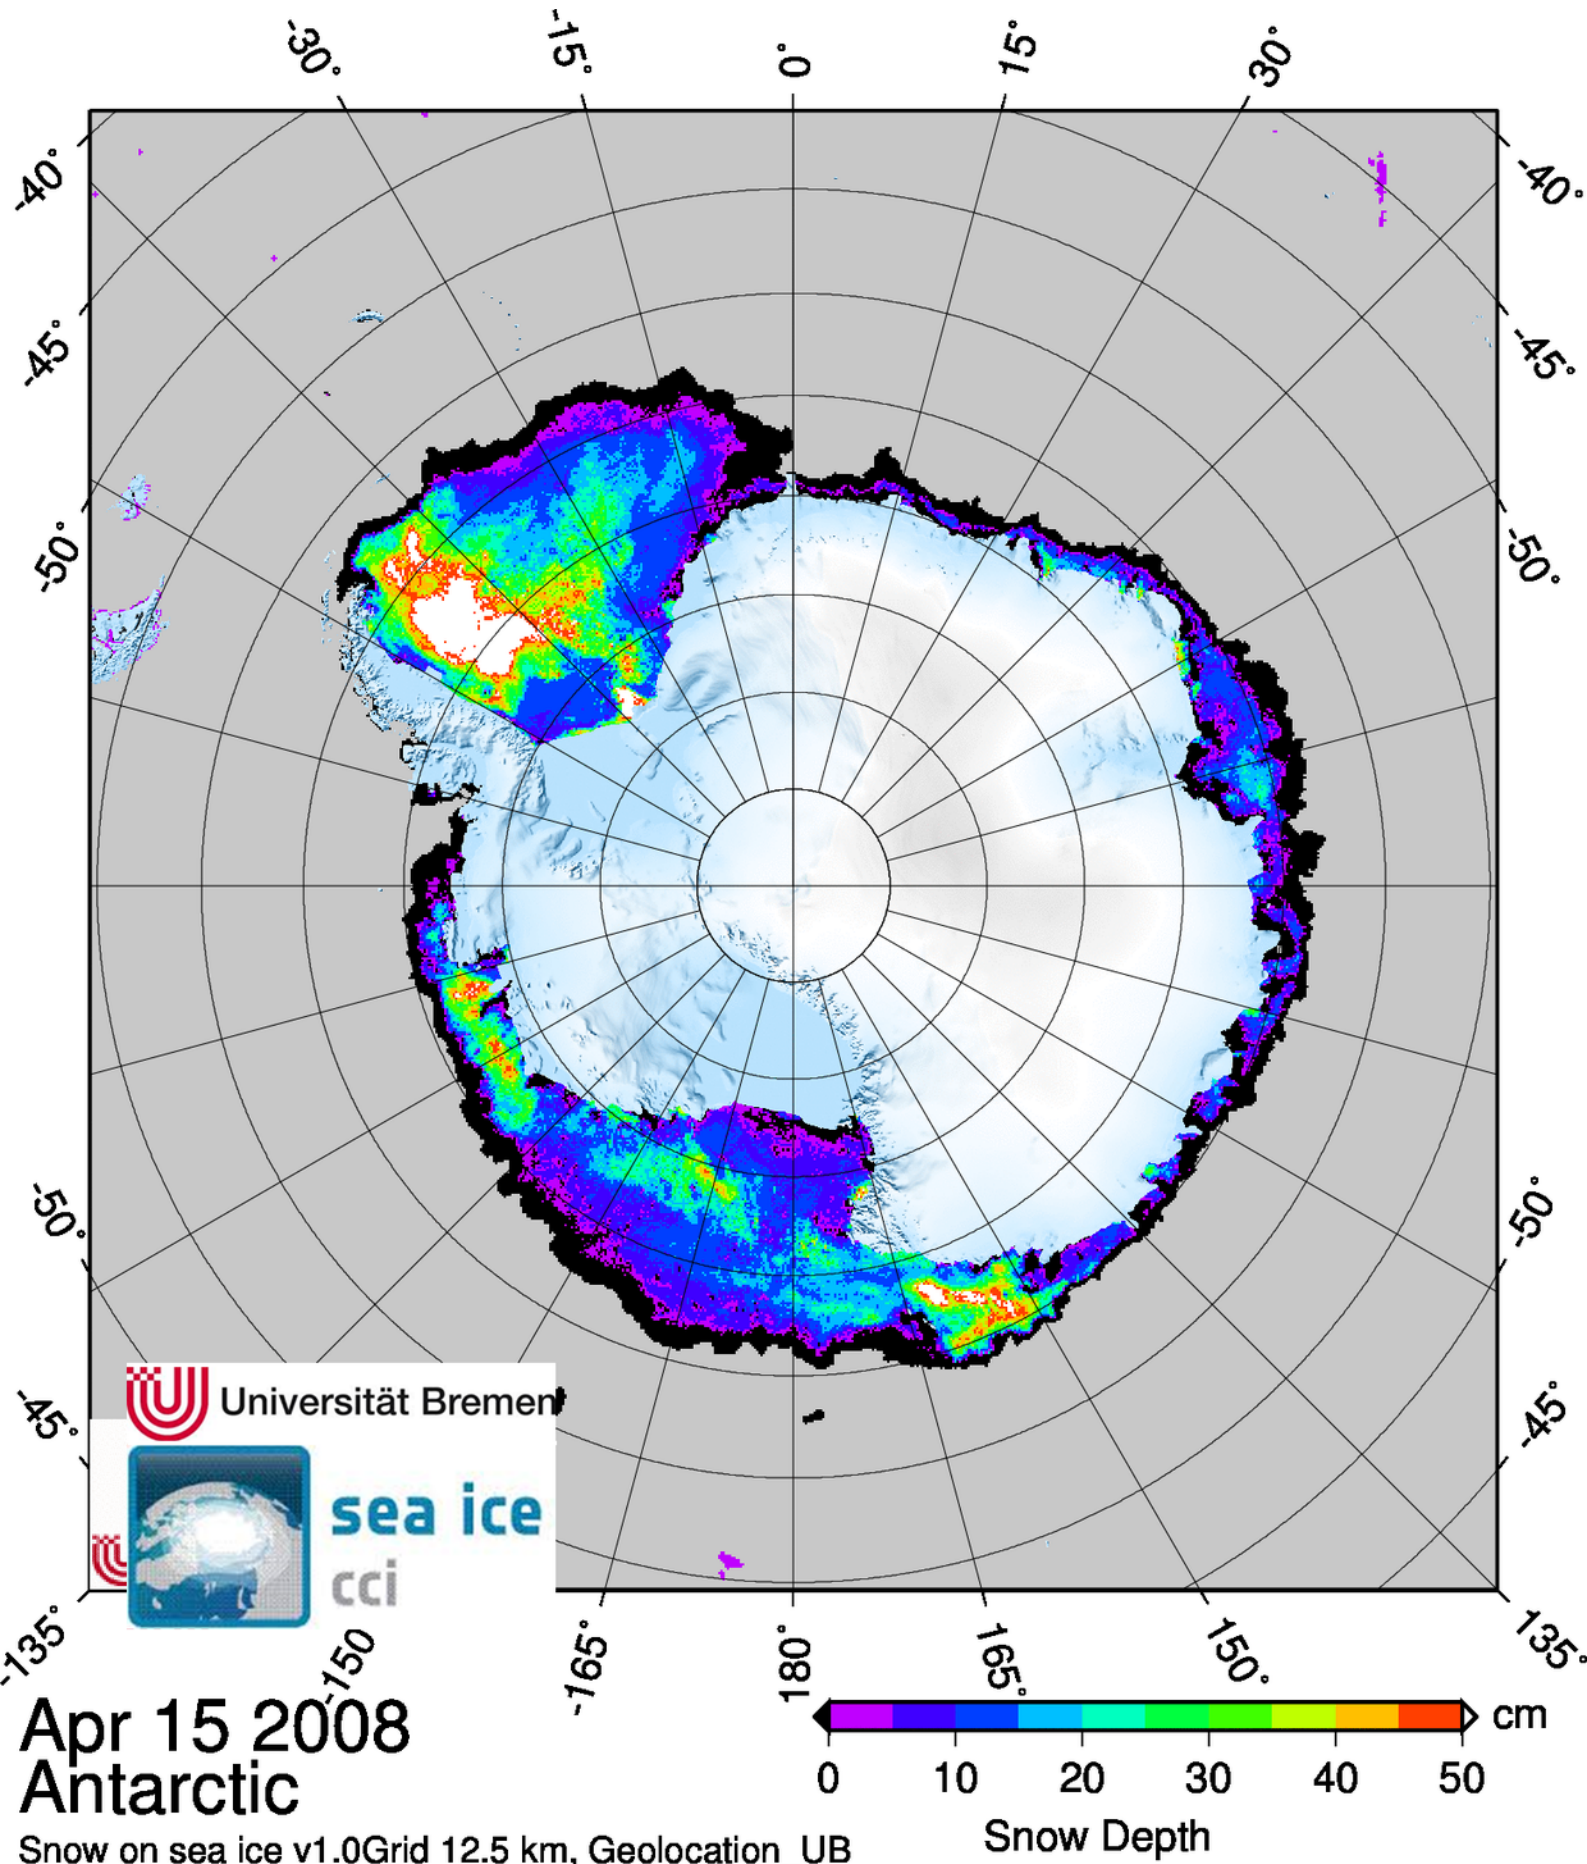 -30° -15° 0° 15° 30°
-40° -40°
-45° -45°
-50° -50°
-50° -50°
-45° -45°
Universität Bremen
sea ice
cci
-135° -150 -165° 180° 165° 150° 135°
Apr 15 2008
Antarctic
Snow on sea ice v1.0Grid 12.5 km, Geolocation UB
cm
0 10 20 30 40 50
Snow Depth